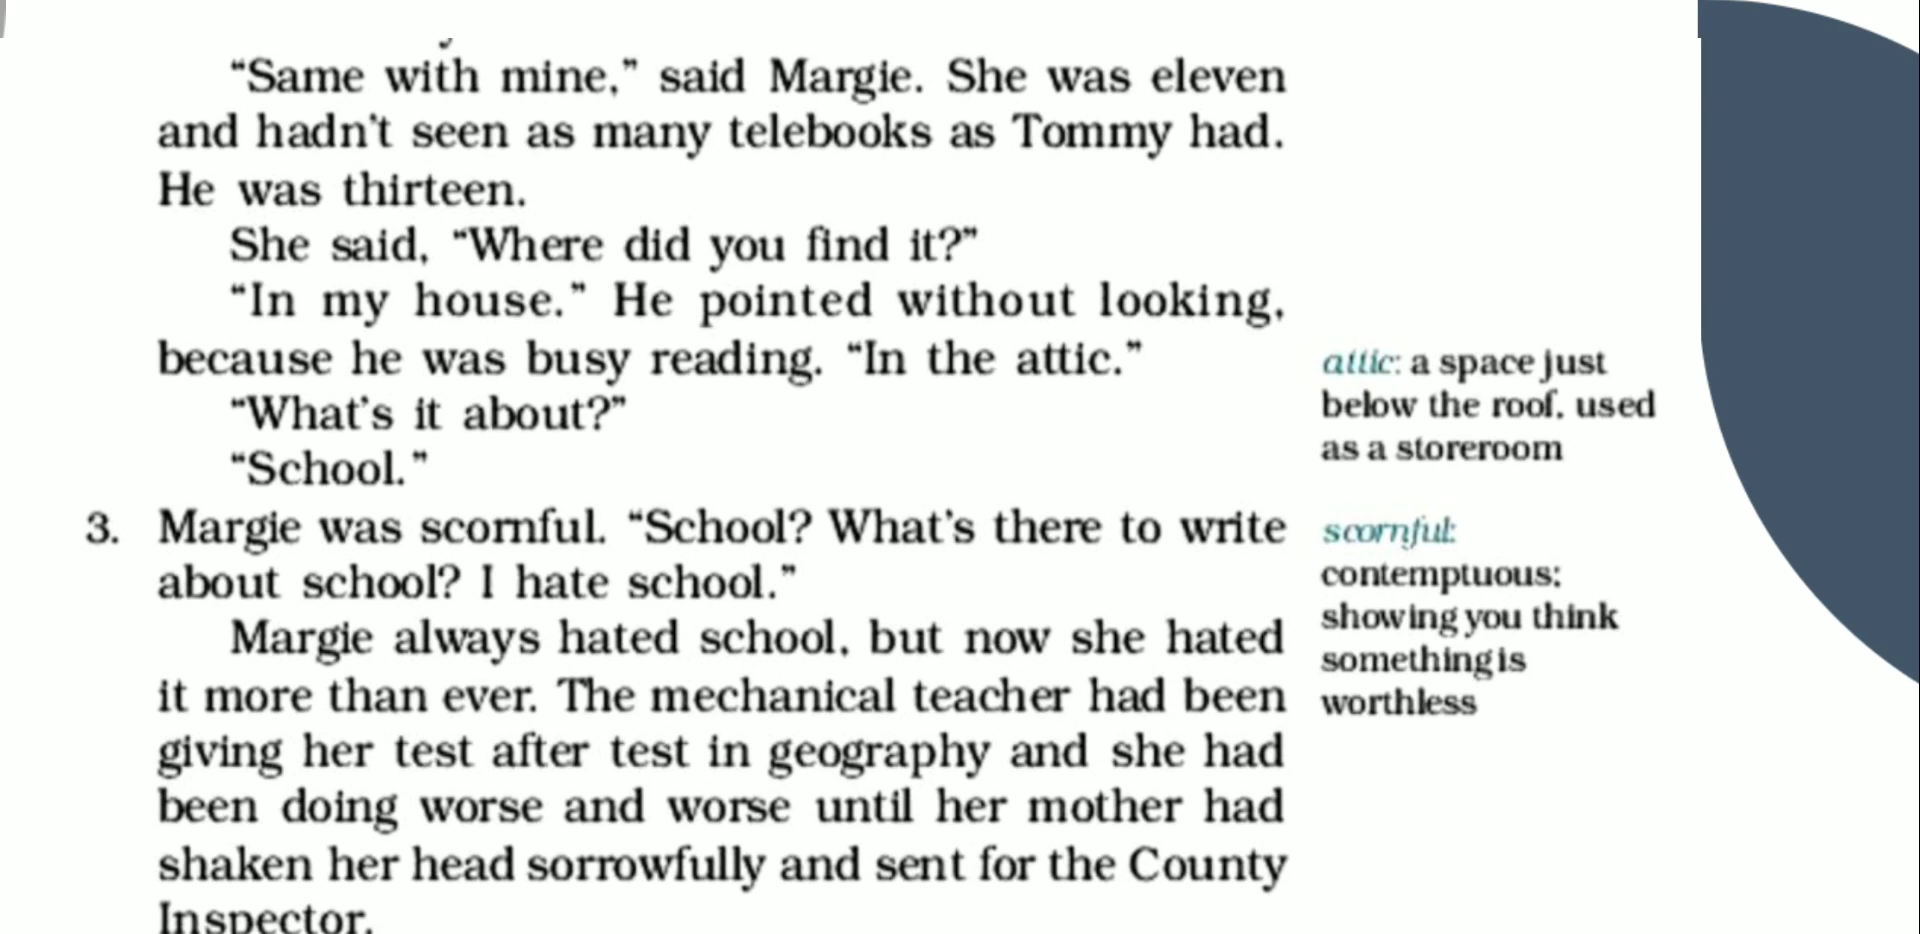 “Same with mine,” said Margie. She was eleven
and hadn’t seen as many telebooks as Tommy had.
He was thirteen.
She said, “Where did you find it?”
“In my house.” He pointed without looking,
because he was busy reading. “In the attic.”
“What’s it about?”
“School.”
3. Margie was scornful. “School? What’s there to write
about school? I hate school.”
Margie always hated school, but now she hated
it more than ever. The mechanical teacher had been
giving her test after test in geography and she had
been doing worse and worse until her mother had
shaken her head sorrowfully and sent for the County
Inspector.
attic: a space just
below the roof, used
as a storeroom
scornful:
contemptuous;
showing you think
something is
worthless